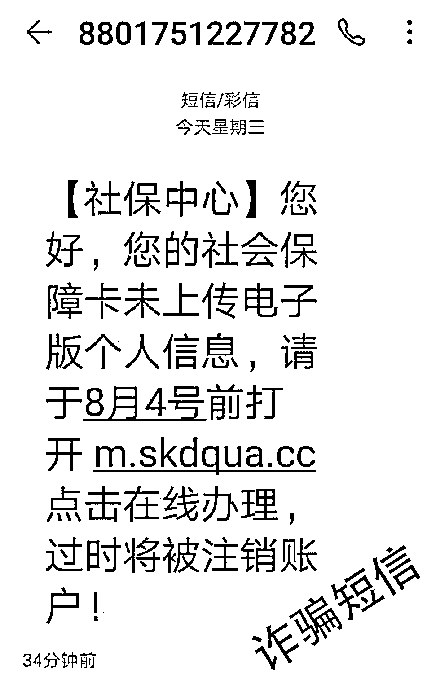 8801751227782
短信/彩信
今天星期三
【社保中心】您
好，您的社会保
障卡未上传电子
版个人信息，请
于8月4号前打
开 m.skdqua.cc
点击在线办理，
过时将被注销账
户！
34分钟前
诈骗短信